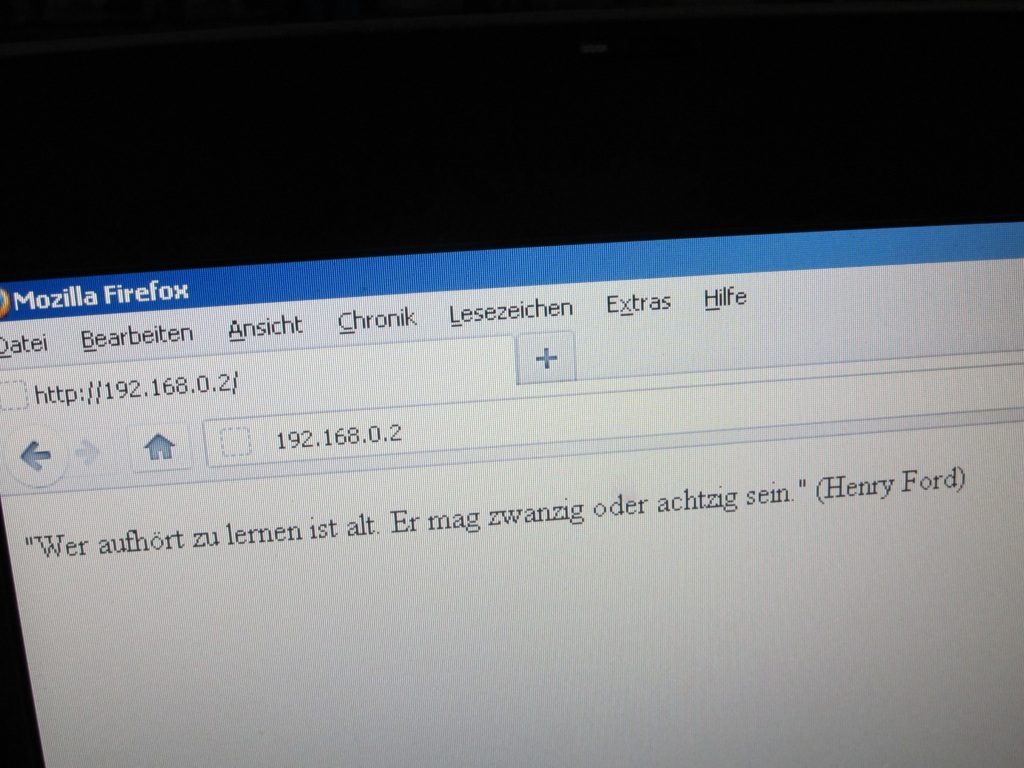 Mozilla Firefox
Datei Bearbeiten Ansicht Chronik Lesezeichen Extras Hilfe
http://192.168.0.2/ +
192.168.0.2
"Wer aufhört zu lernen ist alt. Er mag zwanzig oder achtzig sein." (Henry Ford)